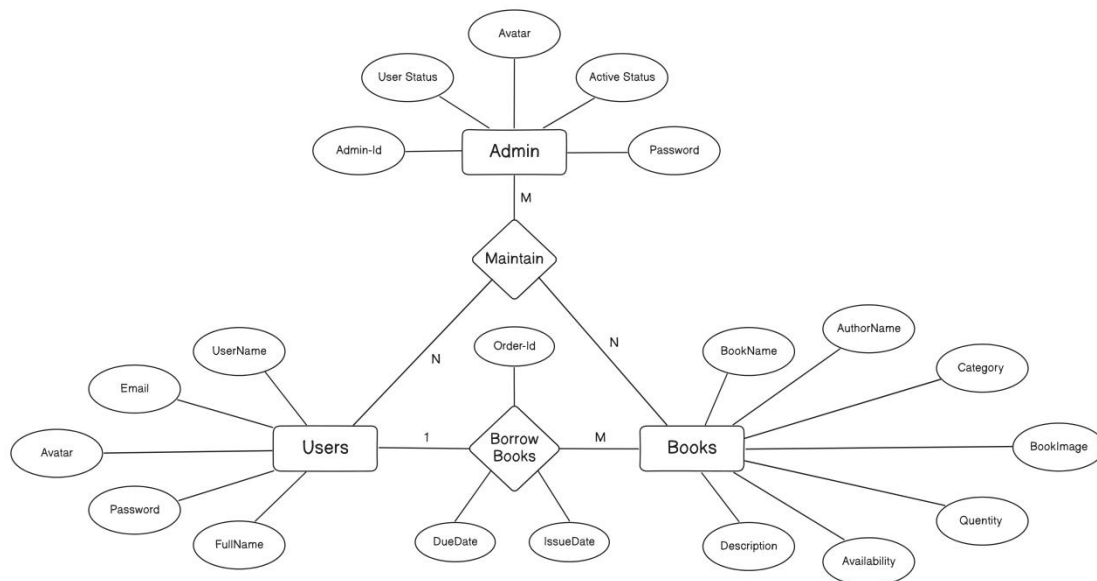 Avatar
User Status
Active Status
Admin-Id
Admin
Password
M
Maintain
AuthorName
UserName
N
Order-Id
N
BookName
Category
Email
Users
1
Borrow
Books
M
Books
BookImage
Avatar
Password
Quentity
FullName
DueDate
IssueDate
Description
Availability